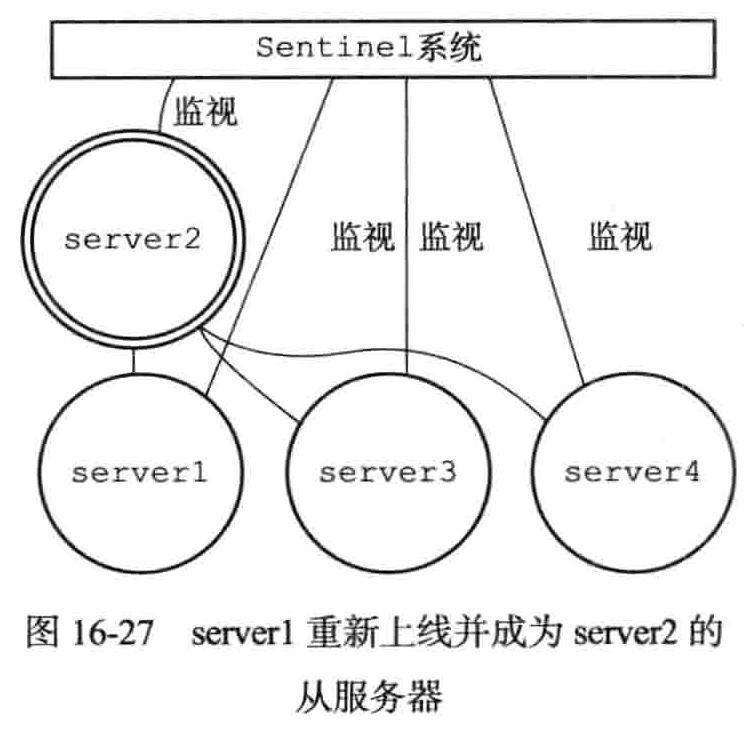 Sentinel系统
监视
server2
监视 监视 监视
server1 server3 server4
图 16-27 server1 重新上线并成为 server2 的
从服务器